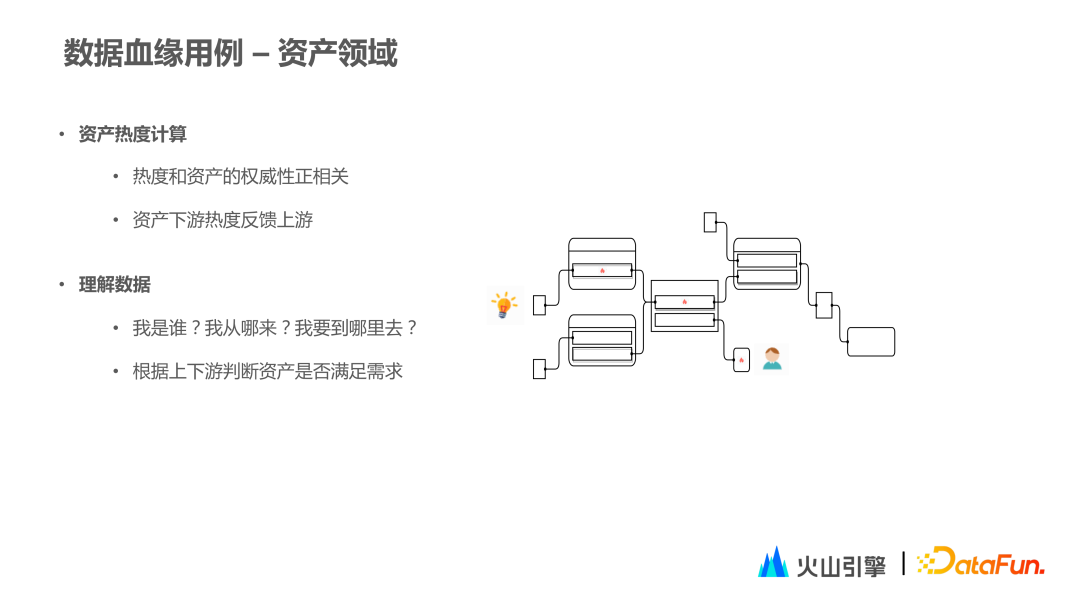 数据血缘用例 – 资产领域
• 资产热度计算
• 热度和资产的权威性正相关
• 资产下游热度反馈上游
• 理解数据
• 我是谁？我从哪来？我要到哪里去？
• 根据上下游判断资产是否满足需求
火山引擎 | DataFun.